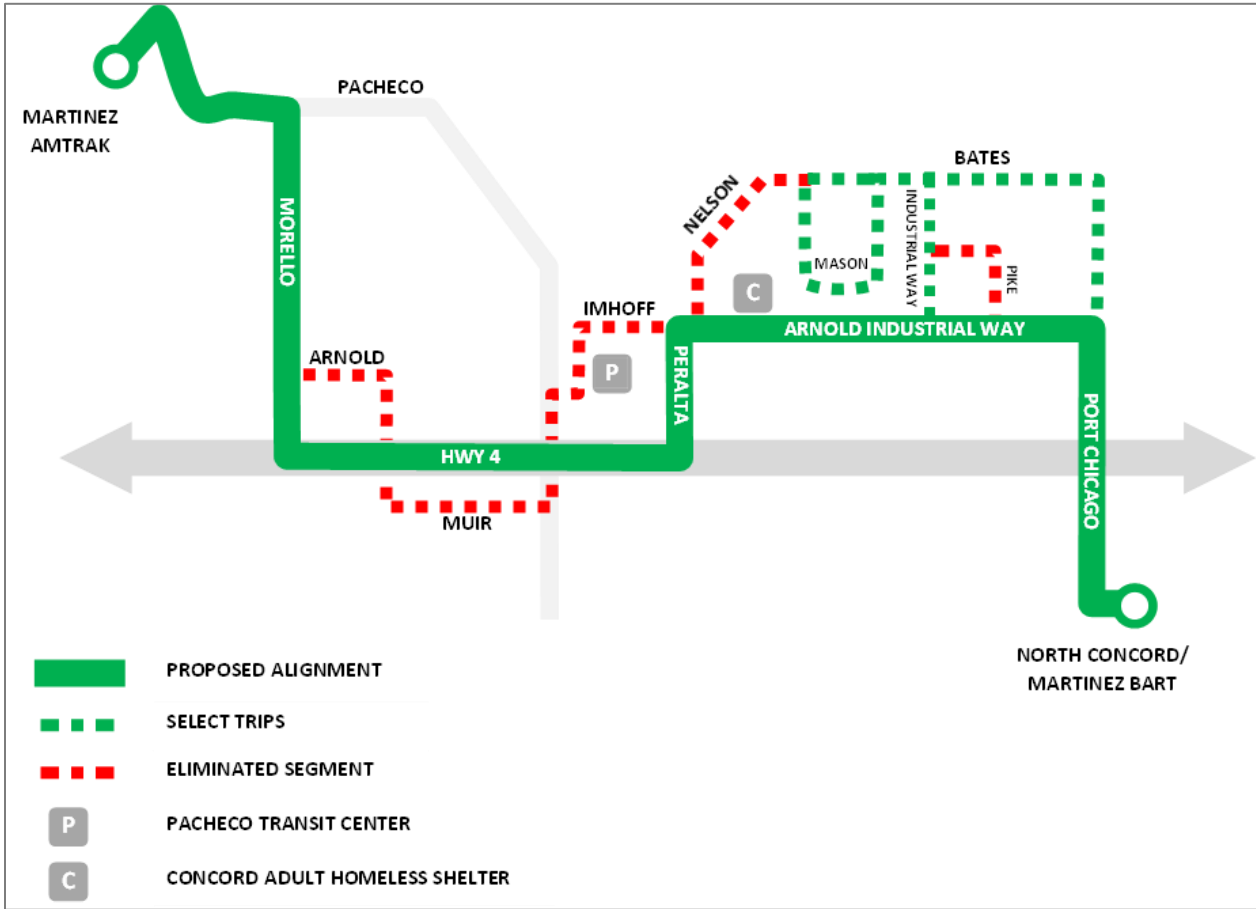 PACHECO
MARTINEZ
AMTRAK
BATES
NELSON
MORELLO
INDUSTRIAL WAY
MASON
PIKE
C
IMHOFF
ARNOLD INDUSTRIAL WAY
ARNOLD
PERALTA
P
PORT CHICAGO
HWY 4
MUIR
NORTH CONCORD/
MARTINEZ BART
PROPOSED ALIGNMENT
SELECT TRIPS
ELIMINATED SEGMENT
P PACHECO TRANSIT CENTER
C CONCORD ADULT HOMELESS SHELTER